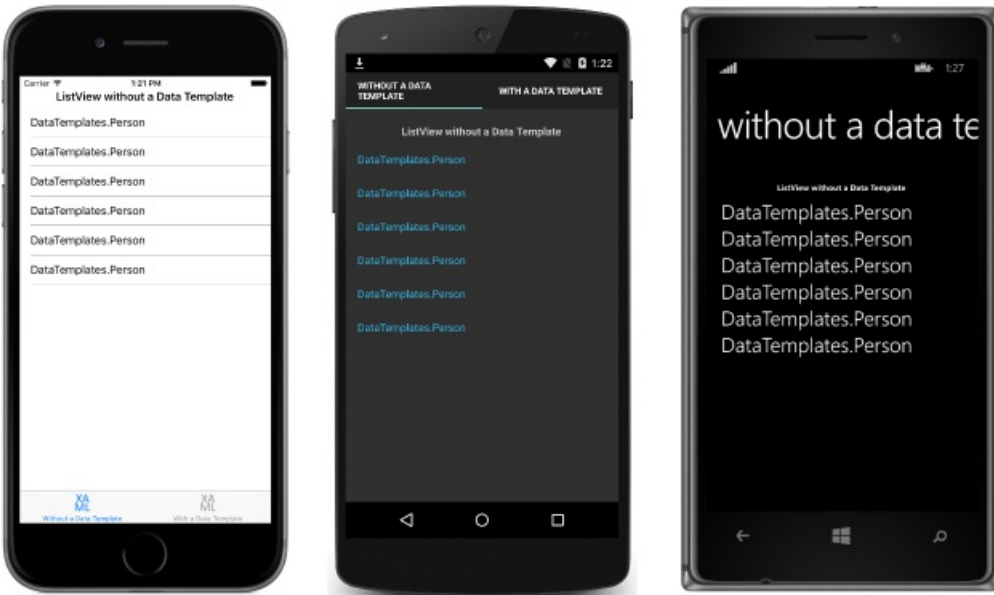 Carrier 1:21 PM
ListView without a Data Template
DataTemplates.Person
DataTemplates.Person
DataTemplates.Person
DataTemplates.Person
DataTemplates.Person
DataTemplates.Person
XA
ML
Without a Data Template
XA
ML
With a Data Template
1:22
WITHOUT A DATA
TEMPLATE
WITH A DATA TEMPLATE
ListView without a Data Template
DataTemplates.Person
DataTemplates.Person
DataTemplates.Person
DataTemplates.Person
DataTemplates.Person
DataTemplates.Person
1:27
without a data te
ListView without a Data Template
DataTemplates.Person
DataTemplates.Person
DataTemplates.Person
DataTemplates.Person
DataTemplates.Person
DataTemplates.Person